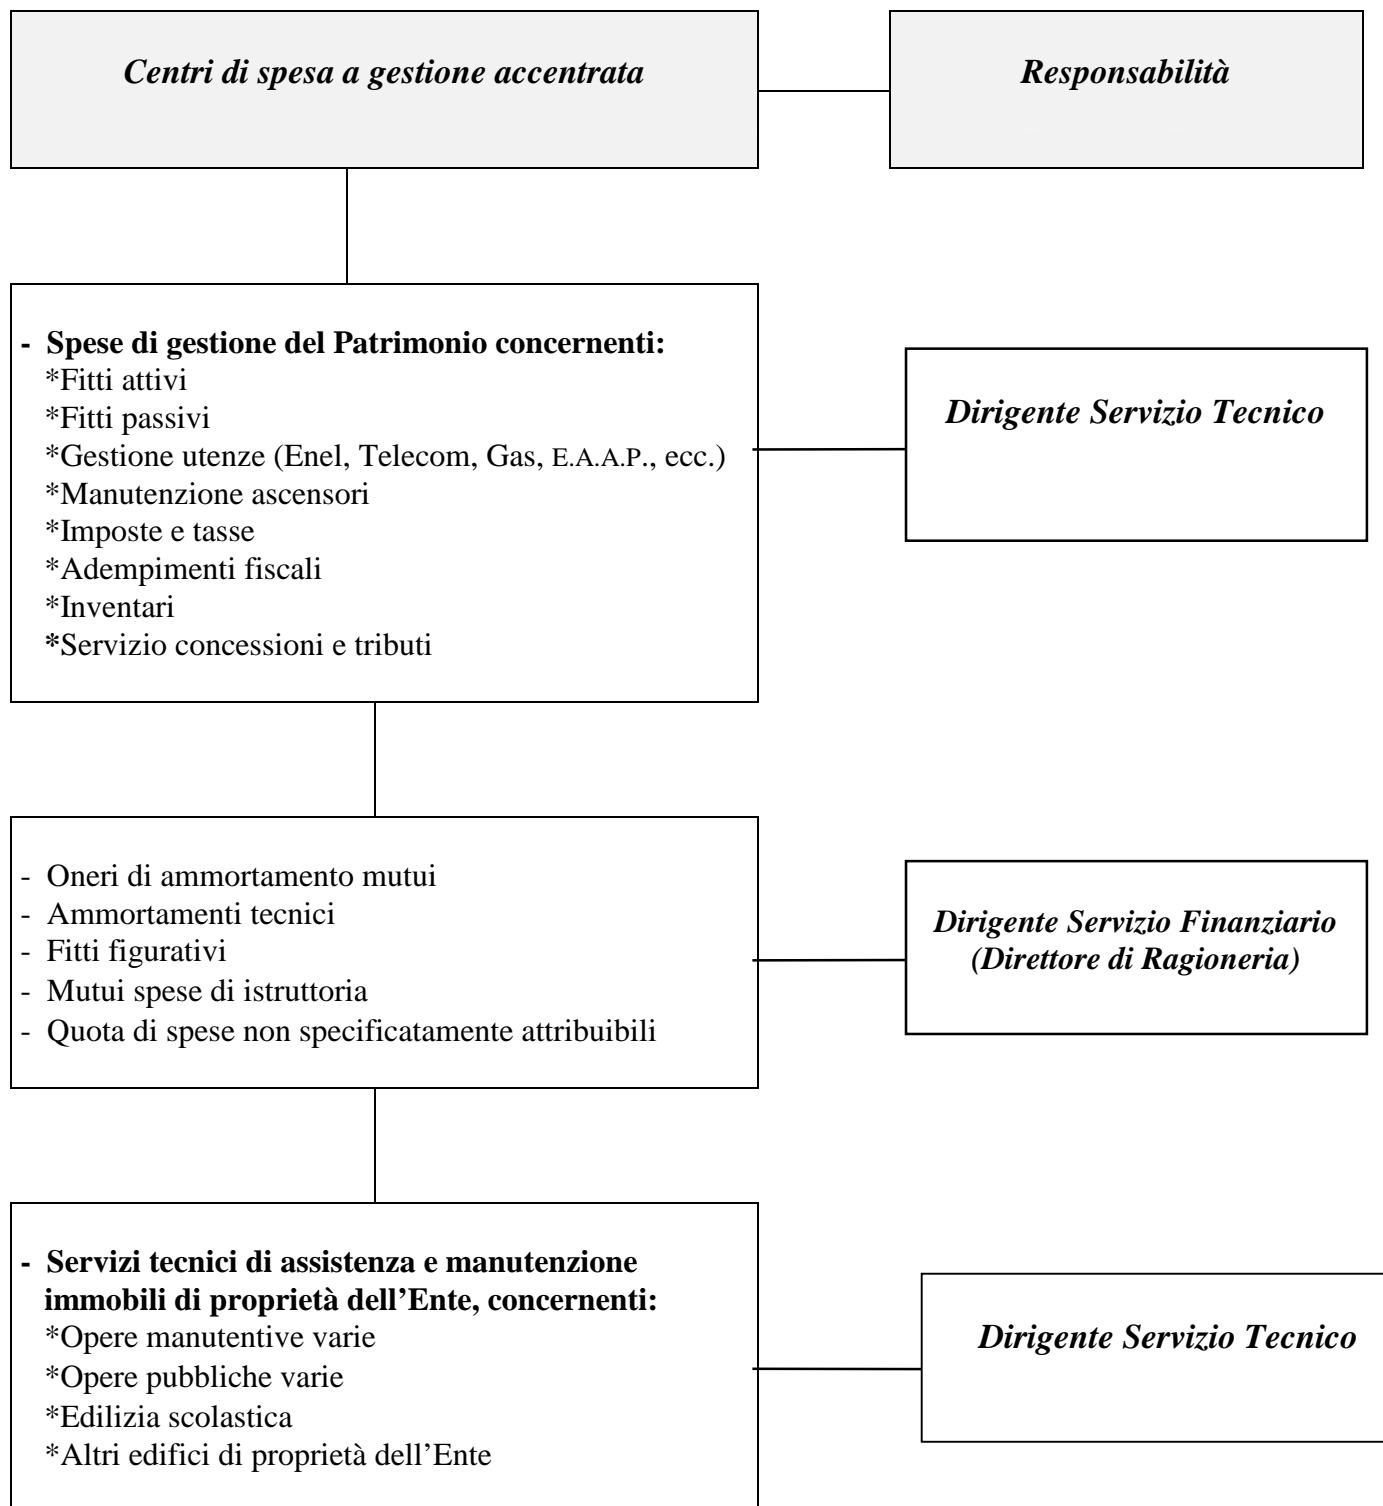 Centri di spesa a gestione accentrata
Responsabilità
- Spese di gestione del Patrimonio concernenti:
*Fitti attivi
*Fitti passivi
*Gestione utenze (Enel, Telecom, Gas, E.A.A.P., ecc.)
*Manutenzione ascensori
*Imposte e tasse
*Adempimenti fiscali
*Inventari
*Servizio concessioni e tributi
Dirigente Servizio Tecnico
- Oneri di ammortamento mutui
- Ammortamenti tecnici
- Fitti figurativi
- Mutui spese di istruttoria
- Quota di spese non specificatamente attribuibili
Dirigente Servizio Finanziario
(Direttore di Ragioneria)
- Servizi tecnici di assistenza e manutenzione
immobili di proprietà dell’Ente, concernenti:
*Opere manutentive varie
*Opere pubbliche varie
*Edilizia scolastica
*Altri edifici di proprietà dell’Ente
Dirigente Servizio Tecnico